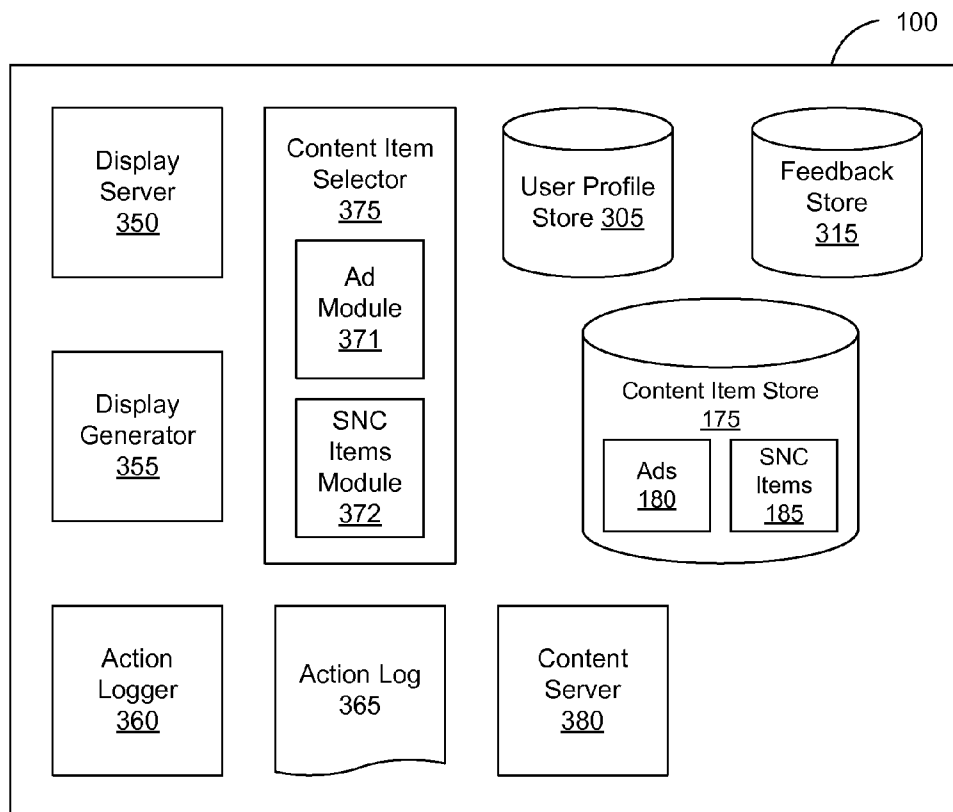 100
Display
Server
350
Content Item
Selector
375
Ad
Module
371
SNC
Items
Module
372
User Profile
Store 305
Feedback
Store
315
Display
Generator
355
Content Item Store
175
Ads
180
SNC
Items
185
Action
Logger
360
Action Log
365
Content
Server
380